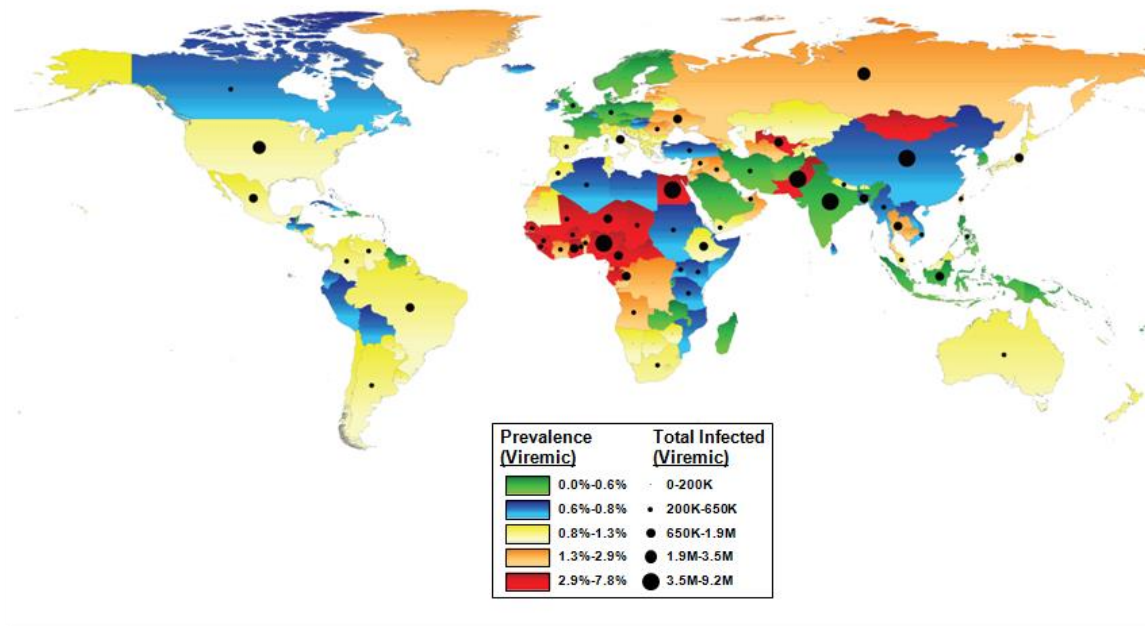 Prevalence Total Infected
(Viremic) (Viremic)
0.0%-0.6% 0-200K
0.6%-0.8% 200K-650K
0.8%-1.3% 650K-1.9M
1.3%-2.9% 1.9M-3.5M
2.9%-7.8% 3.5M-9.2M